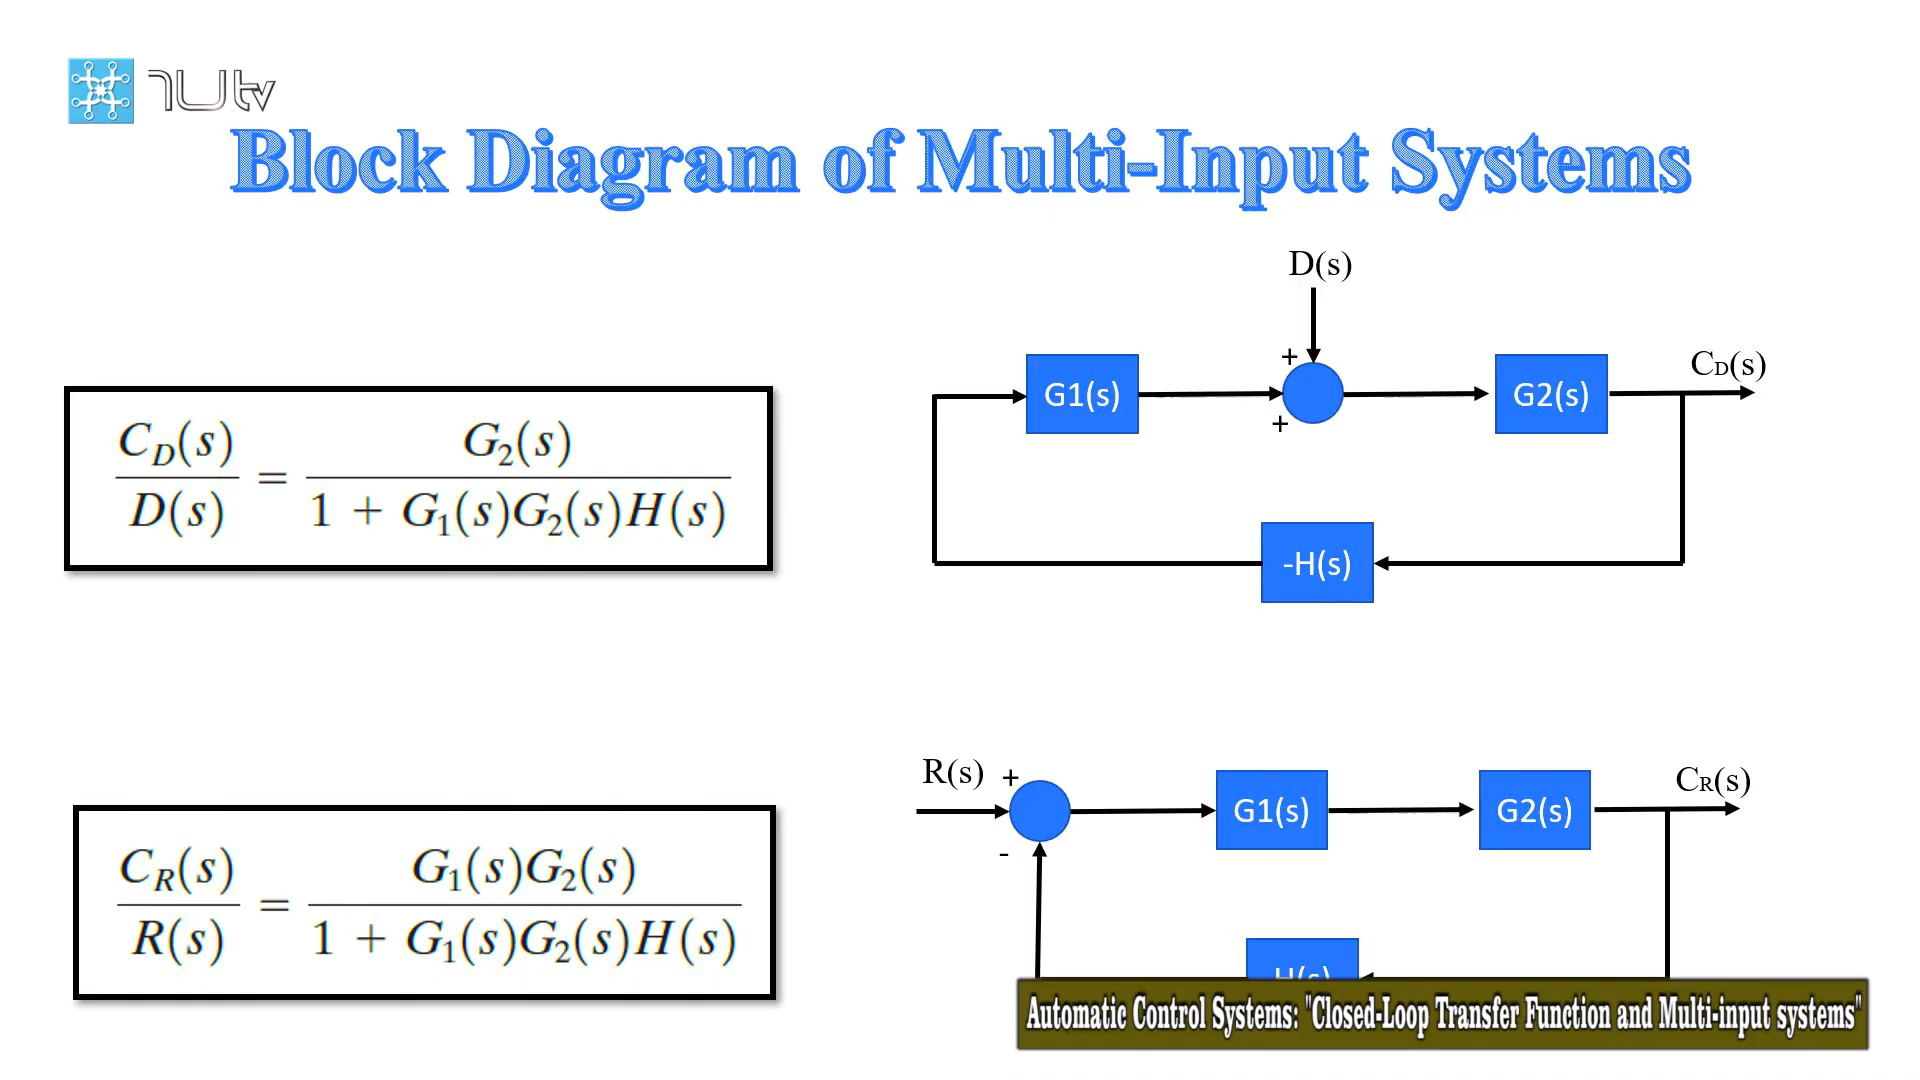 1Utv
Block Diagram of Multi-Input Systems
D(s)
+
+
G1(s)
G2(s)
CD(s)
-H(s)
CD(s)
D(s)
=
G2(s)
1 + G1(s)G2(s)H(s)
R(s)
+
-
G1(s)
G2(s)
CR(s)
H(s)
CR(s)
R(s)
=
G1(s)G2(s)
1 + G1(s)G2(s)H(s)
Automatic Control Systems: "Closed-Loop Transfer Function and Multi-input systems"